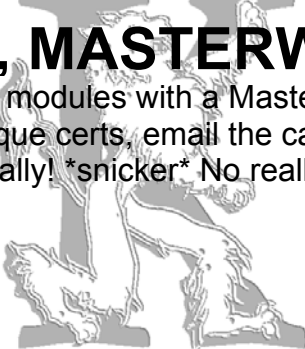 , MASTERW
modules with a Maste
que certs, email the ca
ally! *snicker* No reall